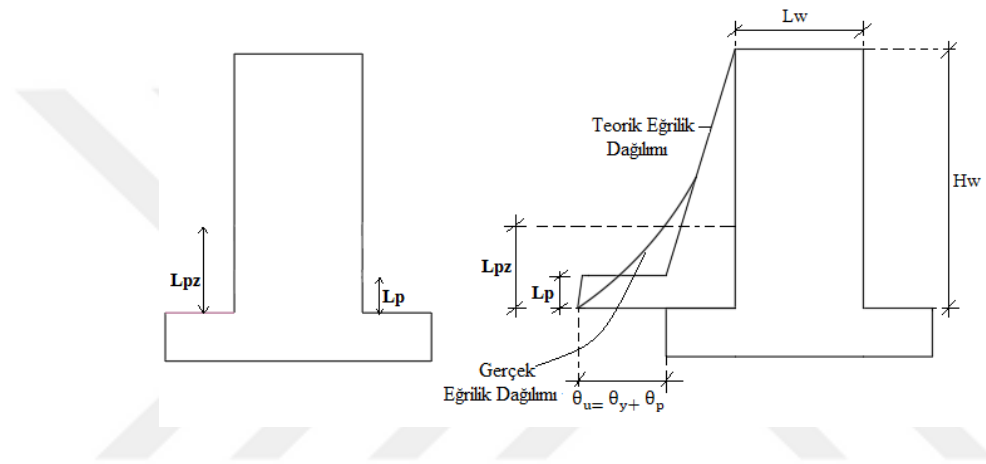 Lw
Teorik Eğrilik
Dağılımı
Hw
Lpz
Lp
Lpz
Lp
Gerçek
Eğrilik Dağılımı
θu= θy+ θp